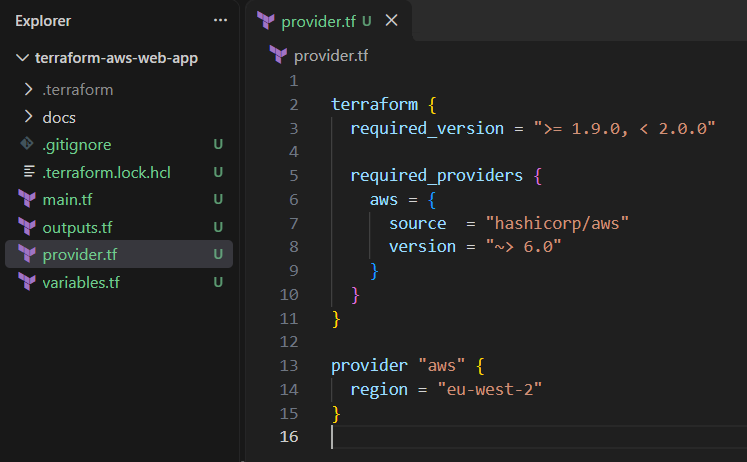 Explorer
...
terraform-aws-web-app
.terraform
docs
.gitignore U
.terraform.lock.hcl U
main.tf U
outputs.tf U
provider.tf U
variables.tf U
provider.tf U
provider.tf
1
2 terraform {
3   required_version = ">= 1.9.0, < 2.0.0"
4
5   required_providers {
6     aws = {
7       source  = "hashicorp/aws"
8       version = "~> 6.0"
9     }
10   }
11 }
12
13 provider "aws" {
14   region = "eu-west-2"
15 }
16